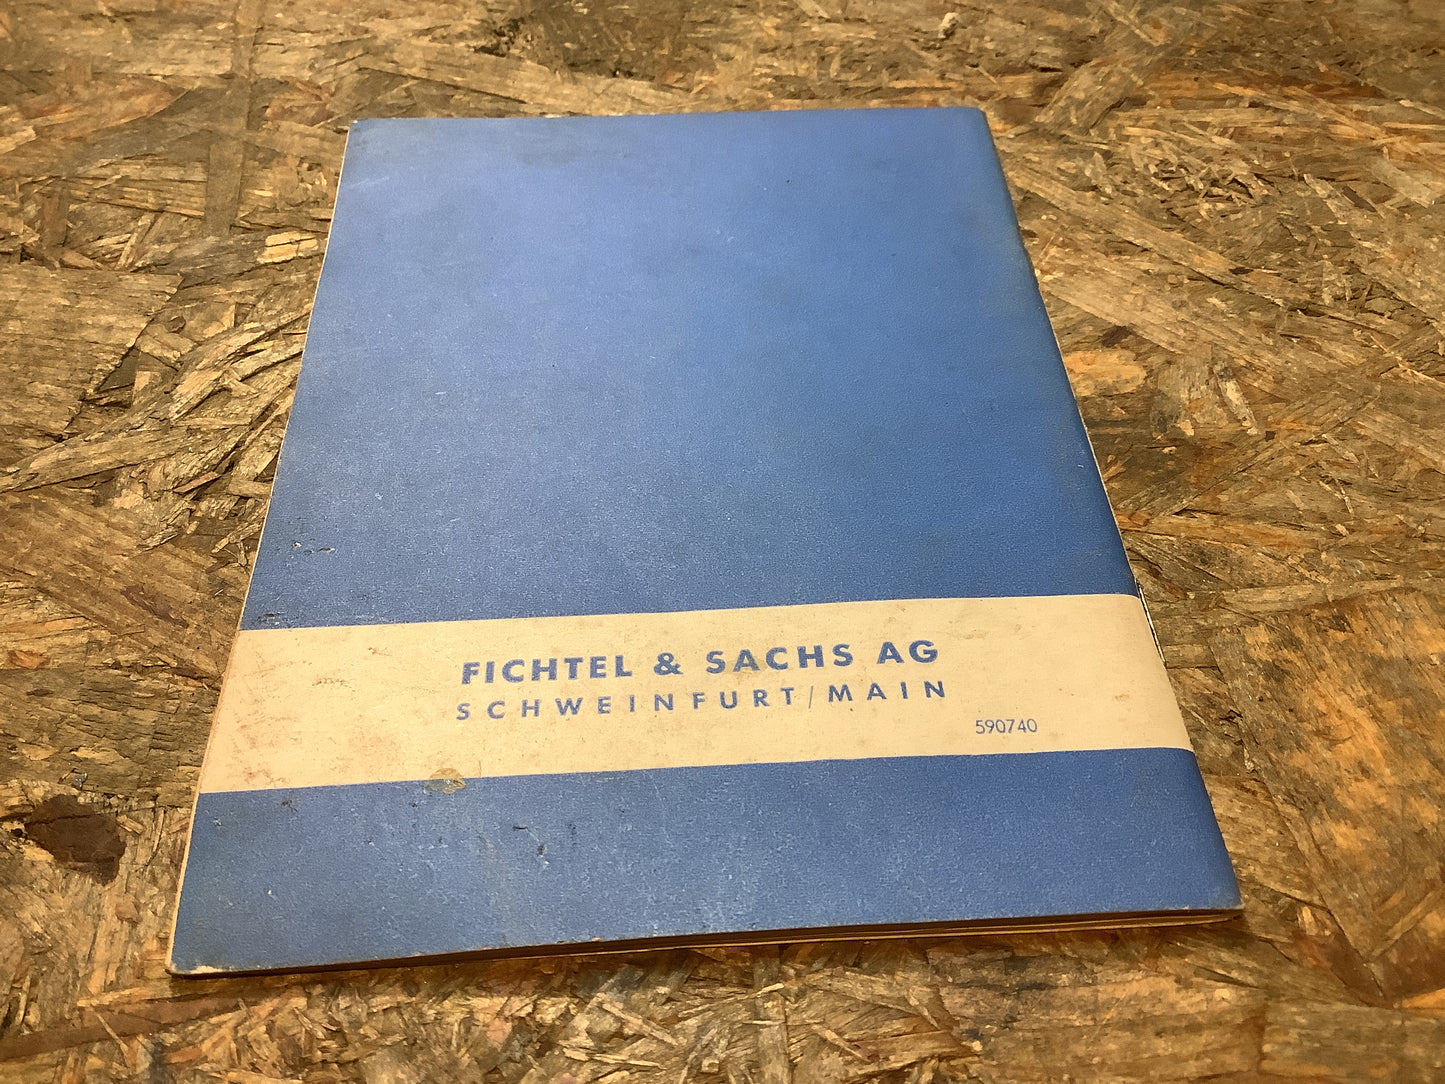 FICHTEL & SACHS AG
SCHWEINFURT/MAIN
590740